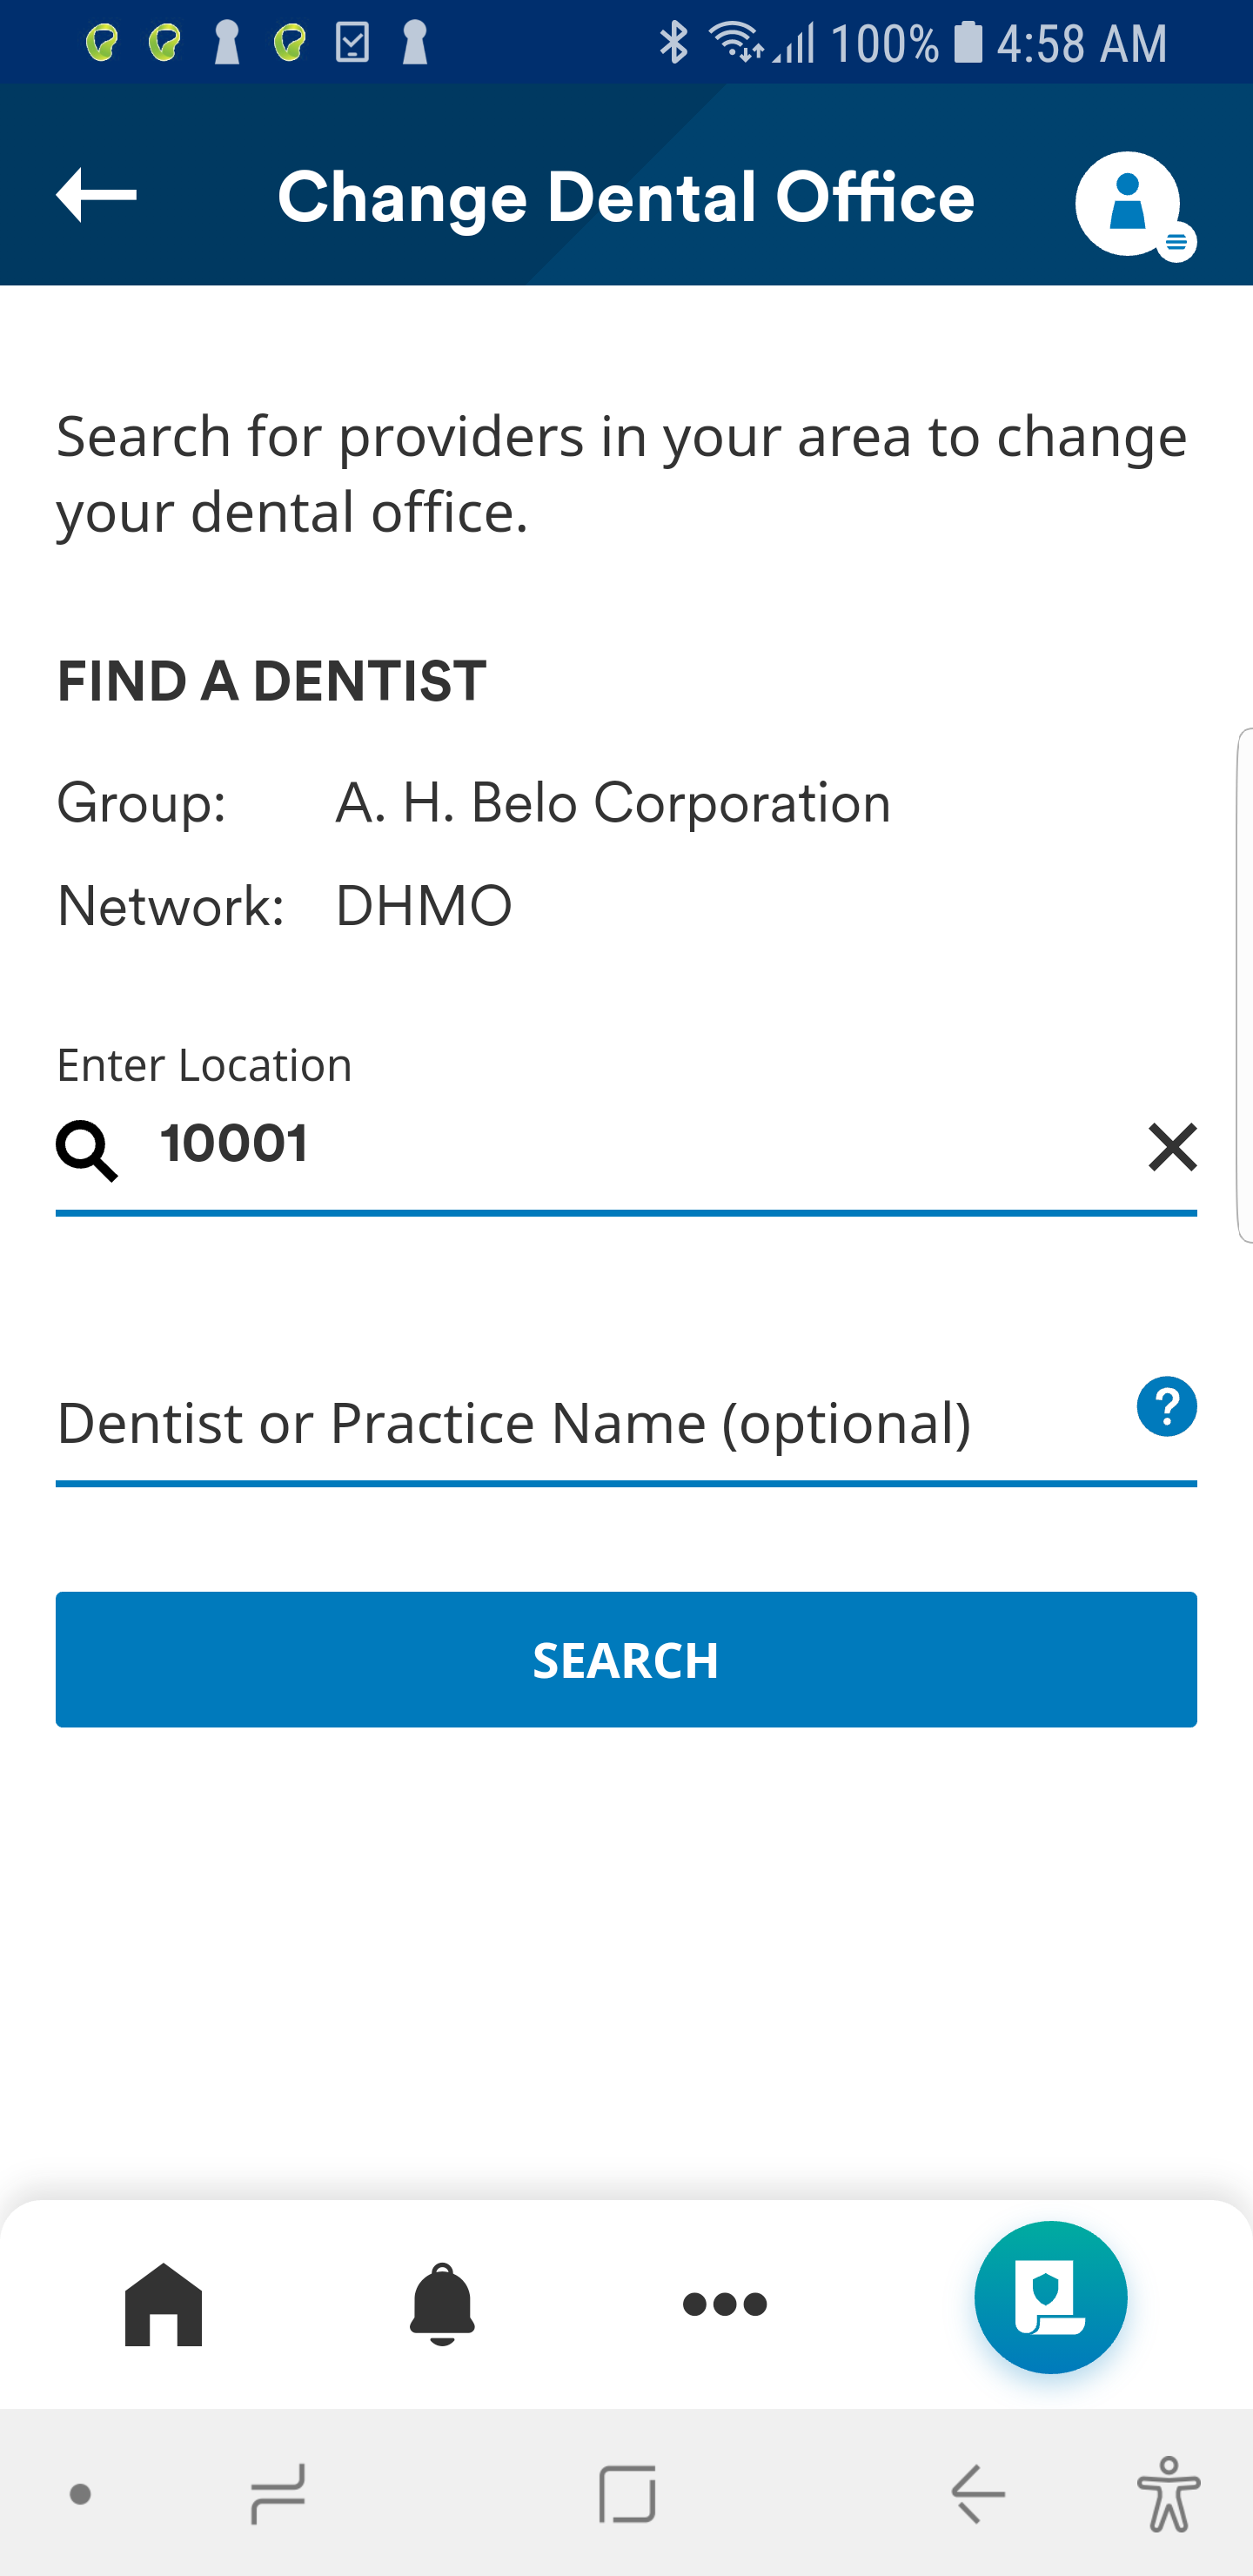 100% 4:58 AM
Change Dental Office
Search for providers in your area to change
your dental office.
FIND A DENTIST
Group: A. H. Belo Corporation
Network: DHMO
Enter Location
10001
Dentist or Practice Name (optional)
?
SEARCH